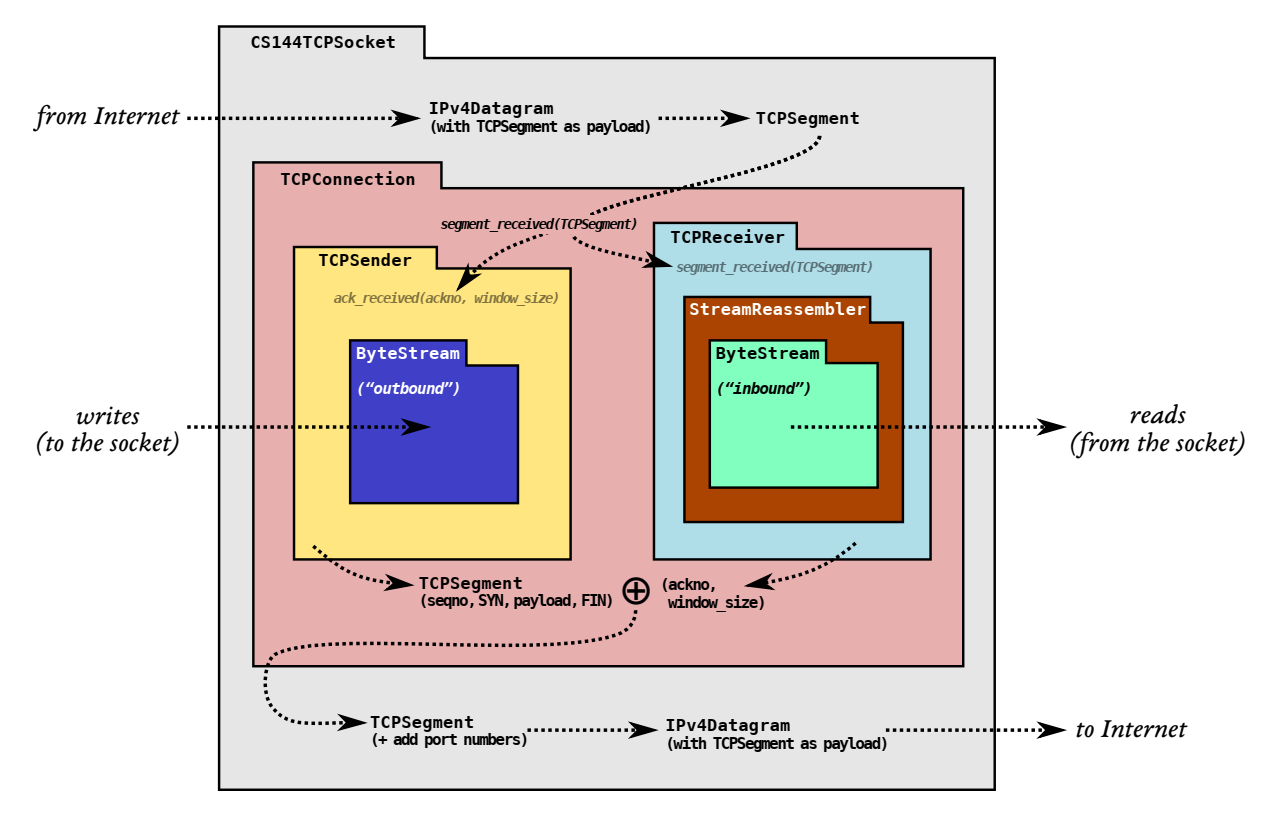 CS144TCPSocket
from Internet
IPv4Datagram
(with TCPSegment as payload)
TCPSegment
TCPConnection
segment_received(TCPSegment)
TCPReceiver
segment_received(TCPSegment)
TCPSender
ack_received(ackno, window_size)
StreamReassembler
ByteStream
(“outbound”)
ByteStream
(“inbound”)
writes
(to the socket)
reads
(from the socket)
TCPSegment
(seqno, SYN, payload, FIN)
(ackno,
window_size)
TCPSegment
(+ add port numbers)
IPv4Datagram
(with TCPSegment as payload)
to Internet